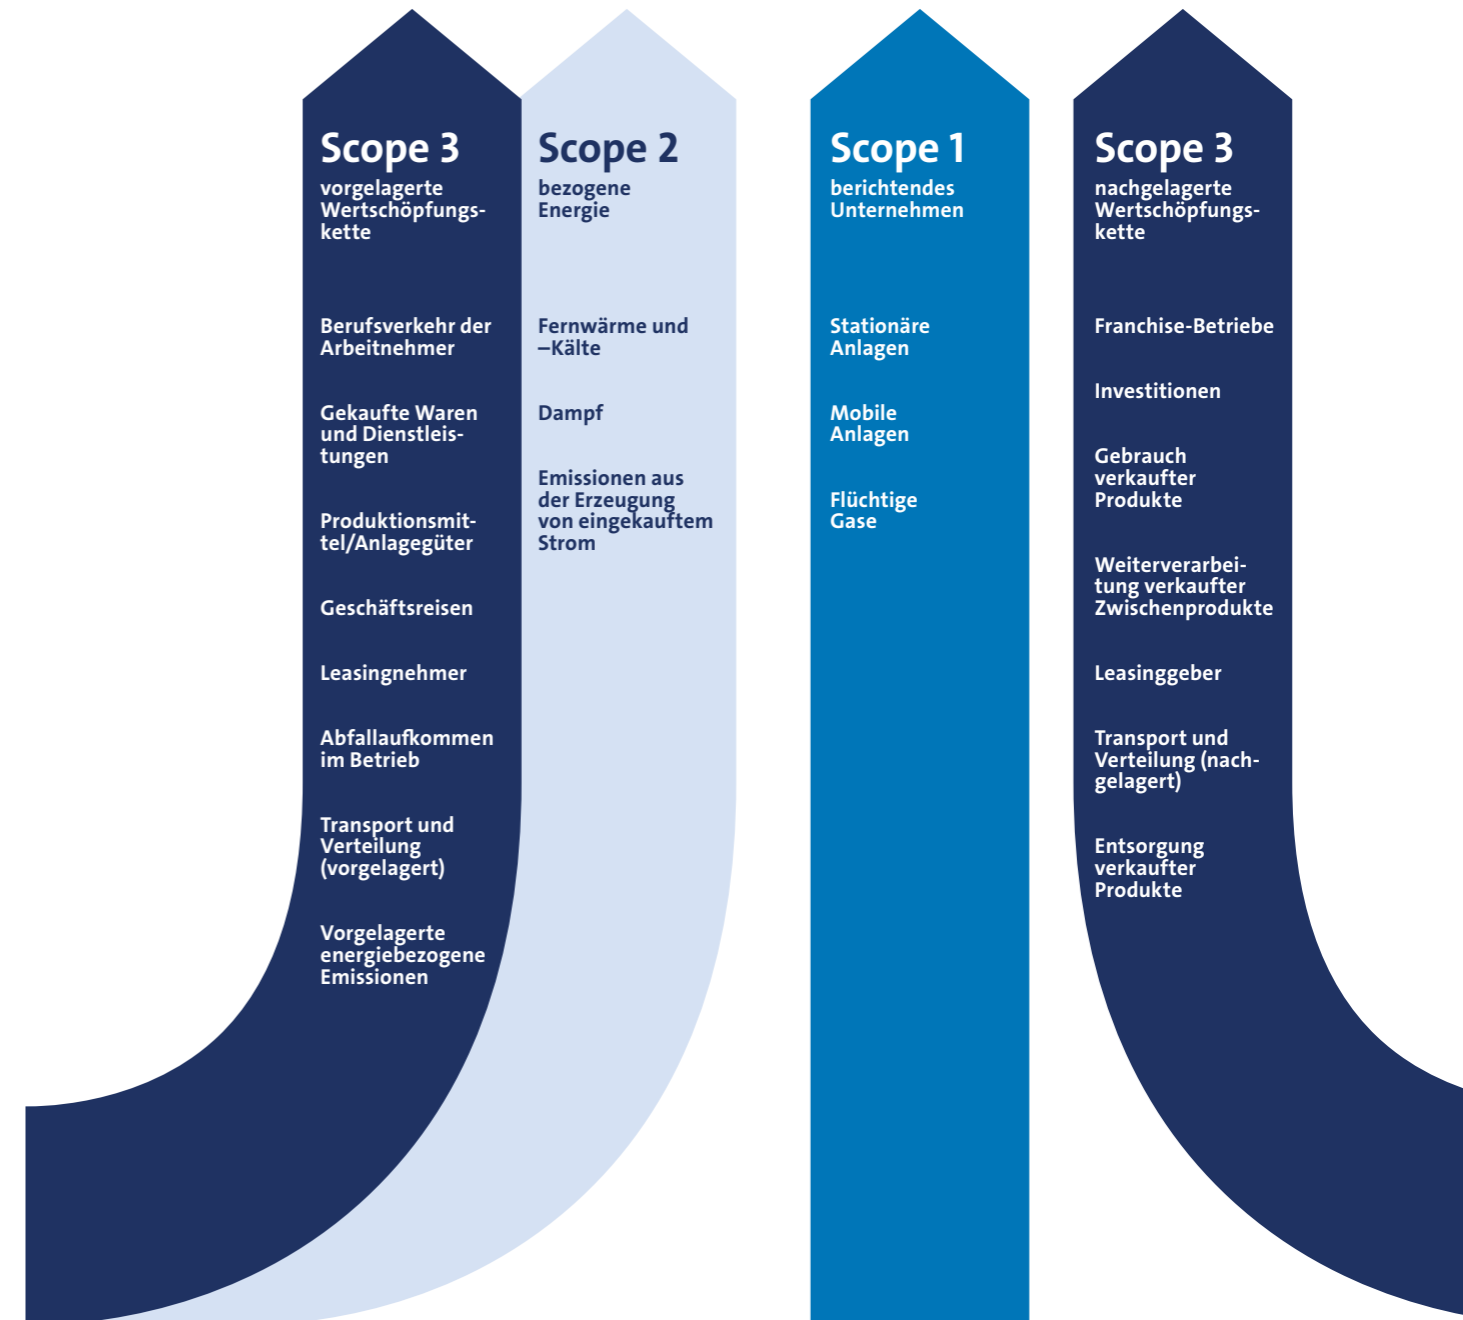 Scope 3
vorgelagerte
Wertschöpfungs-
kette
Berufsverkehr der
Arbeitnehmer
Gekaufte Waren
und Dienstleis-
tungen
Produktionsmit-
tel/Anlagegüter
Geschäftsreisen
Leasingnehmer
Abfallaufkommen
im Betrieb
Transport und
Verteilung
(vorgelagert)
Vorgelagerte
energiebezogene
Emissionen
Scope 2
bezogene
Energie
Fernwärme und
–Kälte
Dampf
Emissionen aus
der Erzeugung
von eingekauftem
Strom
Scope 1
berichtendes
Unternehmen
Stationäre
Anlagen
Mobile
Anlagen
Flüchtige
Gase
Scope 3
nachgelagerte
Wertschöpfungs-
kette
Franchise-Betriebe
Investitionen
Gebrauch
verkaufter
Produkte
Weiterverarbei-
tung verkaufter
Zwischenprodukte
Leasinggeber
Transport und
Verteilung (nach-
gelagert)
Entsorgung
verkaufter
Produkte